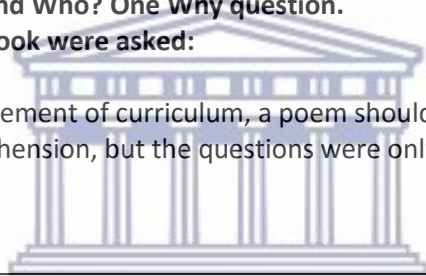 nd Who? One Why question.
ook were asked:
ement of curriculum, a poem should
hension, but the questions were onl